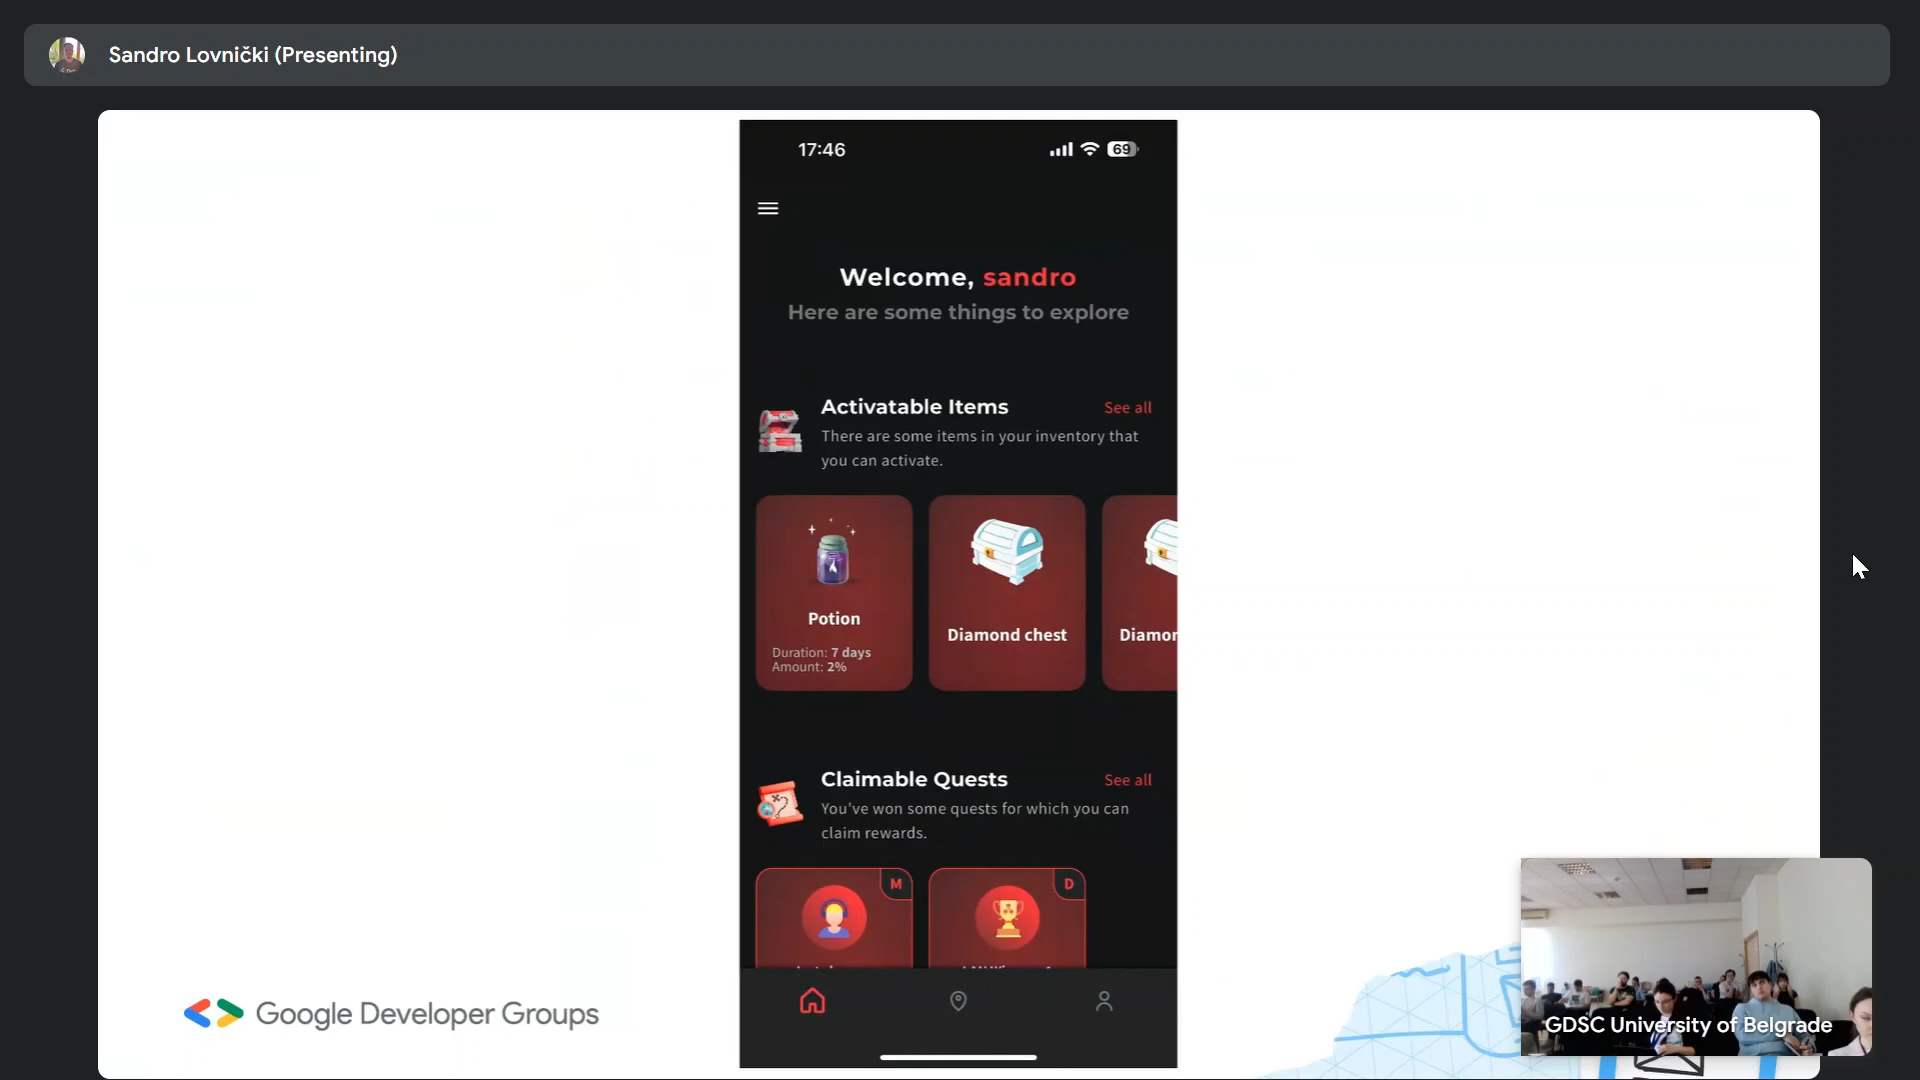 Sandro Lovnički (Presenting)
17:46
69
Welcome, sandro
Here are some things to explore
Activatable Items
See all
There are some items in your inventory that
you can activate.
Potion
Duration: 7 days
Amount: 2%
Diamond chest
Diamon
Claimable Quests
See all
You've won some quests for which you can
claim rewards.
M
D
Google Developer Groups
GDSC University of Belgrade